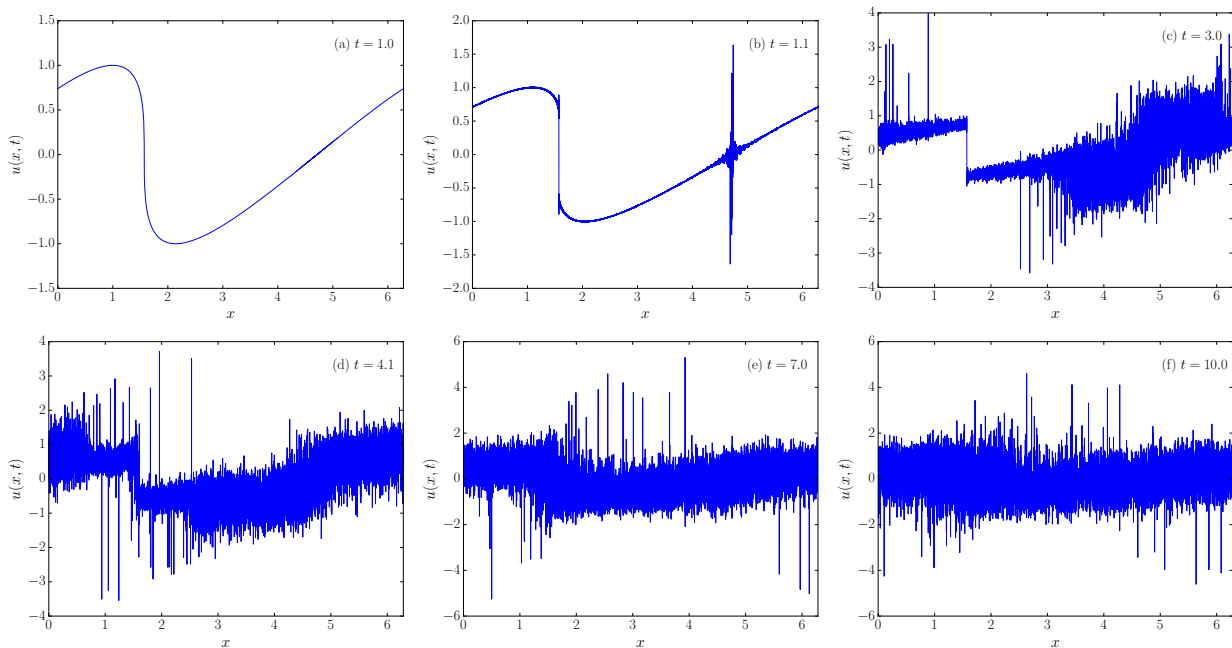 1.5
1.0
0.5
0.0
−0.5
−1.0
−1.5
u(x, t)
(a) t = 1.0
0 1 2 3 4 5 6
x
2.0
1.5
1.0
0.5
0.0
−0.5
−1.0
−1.5
−2.0
u(x, t)
(b) t = 1.1
0 1 2 3 4 5 6
x
4
3
2
1
0
−1
−2
−3
−4
u(x, t)
(c) t = 3.0
0 1 2 3 4 5 6
x
4
3
2
1
0
−1
−2
−3
−4
u(x, t)
(d) t = 4.1
0 1 2 3 4 5 6
x
6
4
2
0
−2
−4
−6
u(x, t)
(e) t = 7.0
0 1 2 3 4 5 6
x
6
4
2
0
−2
−4
−6
u(x, t)
(f) t = 10.0
0 1 2 3 4 5 6
x